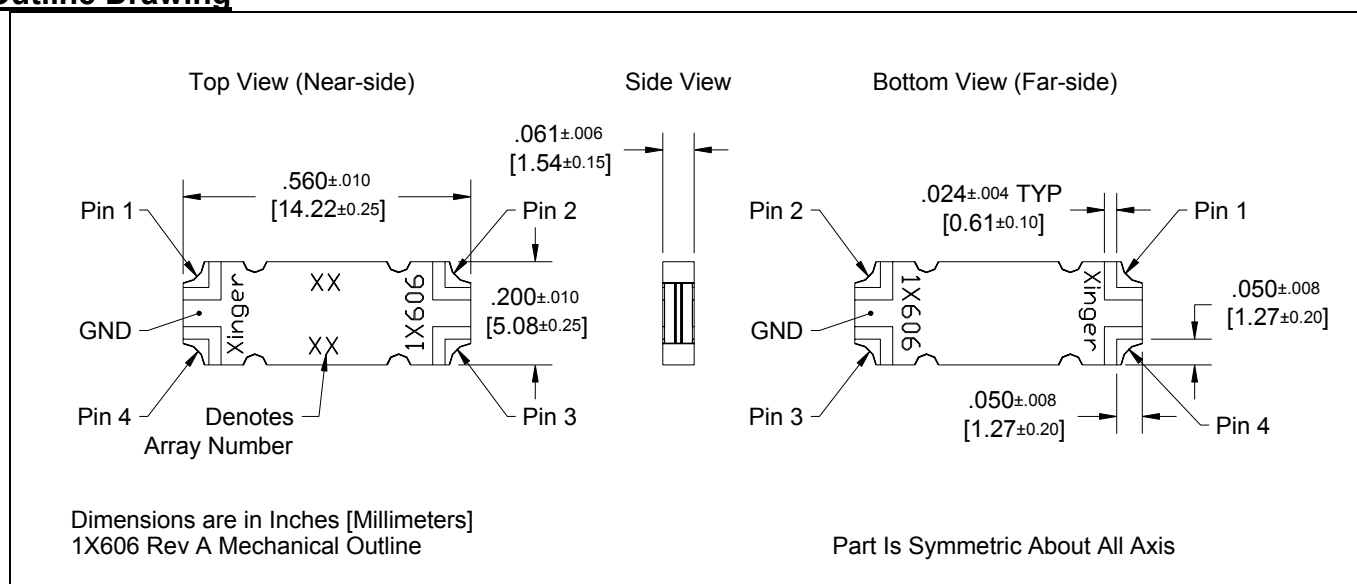 Outline Drawing
Top View (Near-side)
Side View
Bottom View (Far-side)
.560±.010
[14.22±0.25]
.061±.006
[1.54±0.15]
.024±.004 TYP
[0.61±0.10]
Pin 1
Pin 2
Pin 2
Pin 1
GND
Xinger
XX
XX
1X606
.200±.010
[5.08±0.25]
GND
1X606
Xinger
.050±.008
[1.27±0.20]
Pin 4
Denotes
Array Number
Pin 3
Pin 3
.050±.008
[1.27±0.20]
Pin 4
Dimensions are in Inches [Millimeters]
1X606 Rev A Mechanical Outline
Part Is Symmetric About All Axis